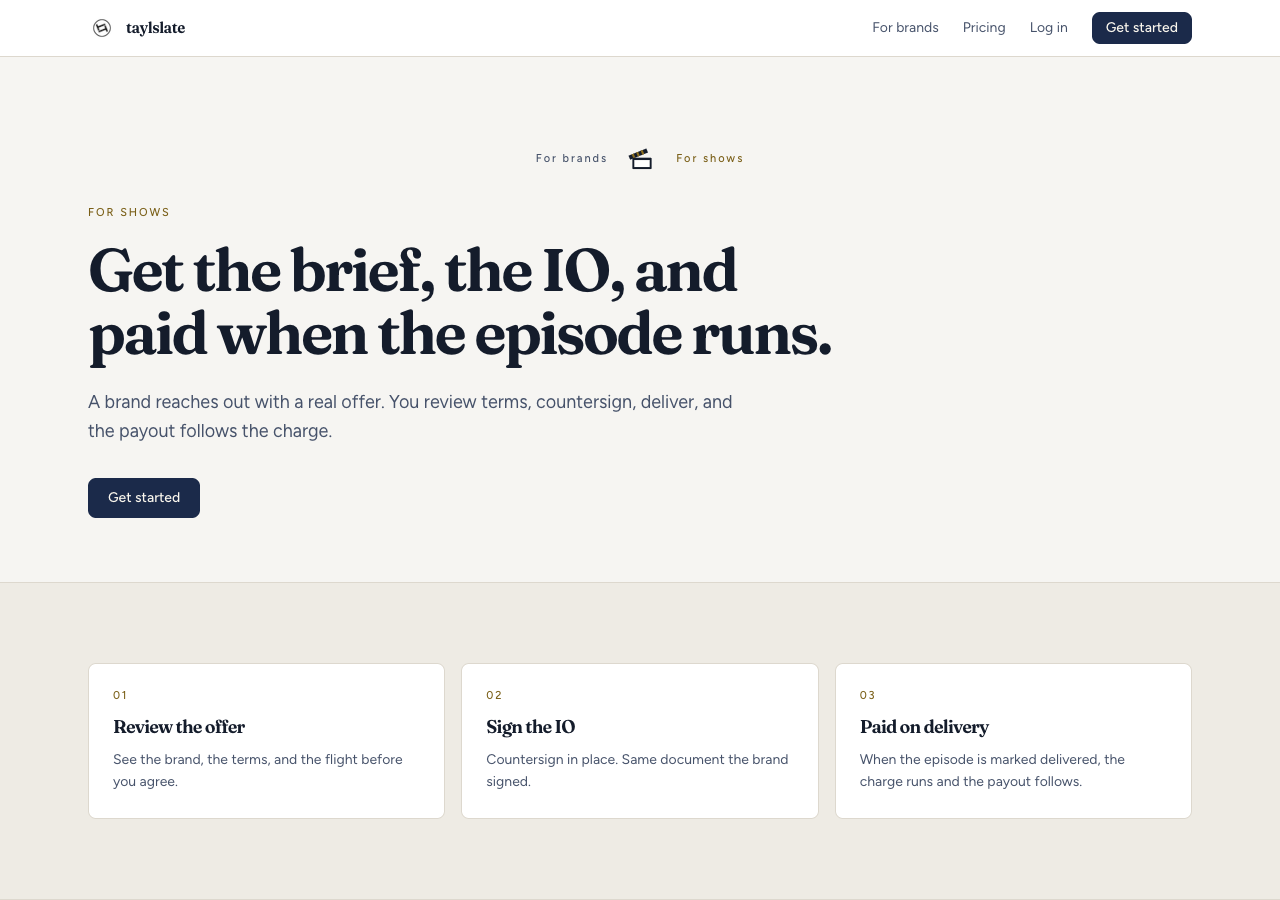 taylslate
For brands
Pricing
Log in
Get started
For brands
For shows
FOR SHOWS
Get the brief, the IO, and
paid when the episode runs.
A brand reaches out with a real offer. You review terms, countersign, deliver, and
the payout follows the charge.
Get started
01
Review the offer
See the brand, the terms, and the flight before
you agree.
02
Sign the IO
Countersign in place. Same document the brand
signed.
03
Paid on delivery
When the episode is marked delivered, the
charge runs and the payout follows.